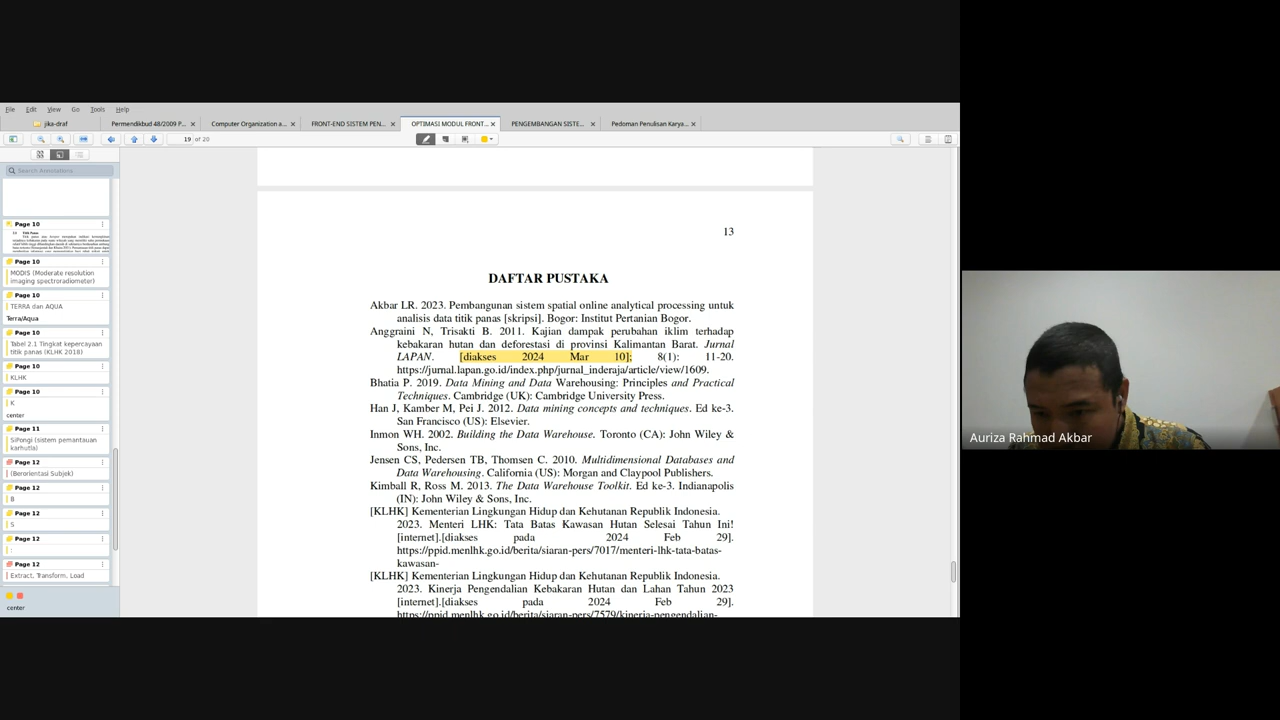 File Edit View Go Tools Help
jika-draf
Permendikbud 48/2009 P...
Computer Organization a...
FRONT-END SISTEM PEN...
OPTIMASI MODUL FRONT...
PENGEMBANGAN SISTE...
Pedoman Penulisan Karya...
19 of 20
Search Annotations
Page 10
Page 10
MODIS (Moderate resolution
imaging spectroradiometer)
Page 10
TERRA dan AQUA
Terra/Aqua
Page 10
Tabel 2.1 Tingkat kepercayaan
titik panas (KLHK 2018)
Page 10
KLHK
Page 10
K
center
Page 11
SiPongi (sistem pemantauan
karhutla)
Page 12
(Berorientasi Subjek)
Page 12
B
Page 12
S
Page 12
Page 12
Extract, Transform, Load
center
13
DAFTAR PUSTAKA
Akbar LR. 2023. Pembangunan sistem spatial online analytical processing untuk
analisis data titik panas [skripsi]. Bogor: Institut Pertanian Bogor.
Anggraini N, Trisakti B. 2011. Kajian dampak perubahan iklim terhadap
kebakaran hutan dan deforestasi di provinsi Kalimantan Barat. Jurnal
LAPAN. [diakses 2024 Mar 10]; 8(1): 11-20.
https://jurnal.lapan.go.id/index.php/jurnal_inderaja/article/view/1609.
Bhatia P. 2019. Data Mining and Data Warehousing: Principles and Practical
Techniques. Cambridge (UK): Cambridge University Press.
Han J, Kamber M, Pei J. 2012. Data mining concepts and techniques. Ed ke-3.
San Francisco (US): Elsevier.
Inmon WH. 2002. Building the Data Warehouse. Toronto (CA): John Wiley &
Sons, Inc.
Jensen CS, Pedersen TB, Thomsen C. 2010. Multidimensional Databases and
Data Warehousing. California (US): Morgan and Claypool Publishers.
Kimball R, Ross M. 2013. The Data Warehouse Toolkit. Ed ke-3. Indianapolis
(IN): John Wiley & Sons, Inc.
[KLHK] Kementerian Lingkungan Hidup dan Kehutanan Republik Indonesia.
2023. Menteri LHK: Tata Batas Kawasan Hutan Selesai Tahun Ini!
[internet].[diakses pada 2024 Feb 29].
https://ppid.menlhk.go.id/berita/siaran-pers/7017/menteri-lhk-tata-batas-
kawasan-
[KLHK] Kementerian Lingkungan Hidup dan Kehutanan Republik Indonesia.
2023. Kinerja Pengendalian Kebakaran Hutan dan Lahan Tahun 2023
[internet].[diakses pada 2024 Feb 29].
https://ppid.menlhk.go.id/berita/siaran-pers/7579/kinerja-pengendalian-
Auriza Rahmad Akbar